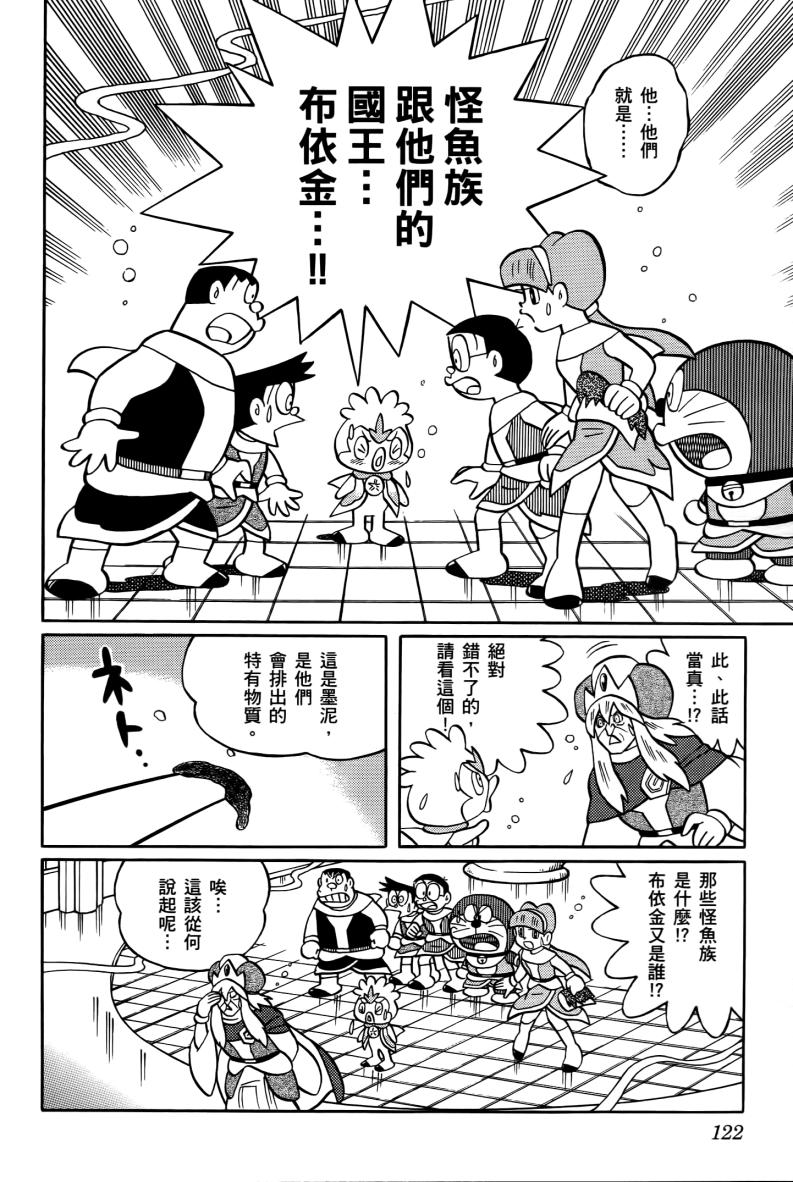 他…他們
就是……
怪魚族
跟他們的
國王…
布依金…!!
此、此話
當真…!?
絕對
錯不了的，
請看這個！
這是墨泥，
是他們
會排出的
特有物質。
ネト…
那些怪魚族
是什麼!?
布依金又是誰!?
唉…
這該從何
說起呢…
122